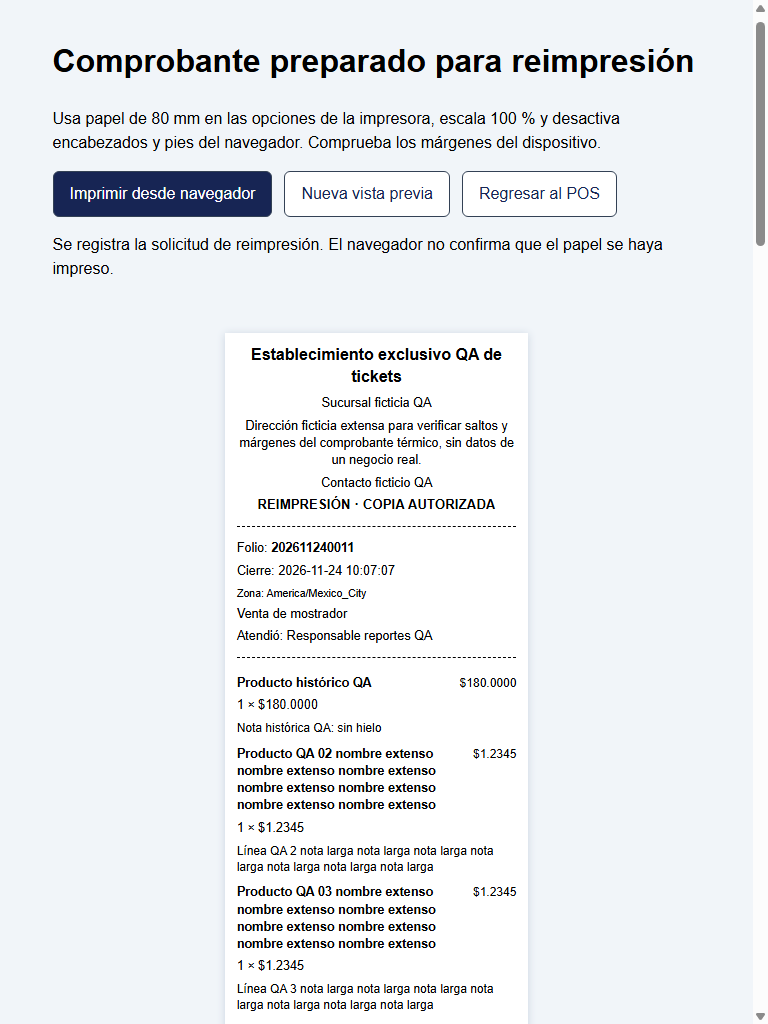 Comprobante preparado para reimpresión
Usa papel de 80 mm en las opciones de la impresora, escala 100 % y desactiva
encabezados y pies del navegador. Comprueba los márgenes del dispositivo.
Imprimir desde navegador
Nueva vista previa
Regresar al POS
Se registra la solicitud de reimpresión. El navegador no confirma que el papel se haya
impreso.
Establecimiento exclusivo QA de
tickets
Sucursal ficticia QA
Dirección ficticia extensa para verificar saltos y
márgenes del comprobante térmico, sin datos de
un negocio real.
Contacto ficticio QA
REIMPRESIÓN · COPIA AUTORIZADA
Folio: 202611240011
Cierre: 2026-11-24 10:07:07
Zona: America/Mexico_City
Venta de mostrador
Atendió: Responsable reportes QA
Producto histórico QA $180.0000
1 × $180.0000
Nota histórica QA: sin hielo
Producto QA 02 nombre extenso $1.2345
nombre extenso nombre extenso
nombre extenso nombre extenso
nombre extenso nombre extenso
1 × $1.2345
Línea QA 2 nota larga nota larga nota larga nota
larga nota larga nota larga nota larga
Producto QA 03 nombre extenso $1.2345
nombre extenso nombre extenso
nombre extenso nombre extenso
nombre extenso nombre extenso
1 × $1.2345
Línea QA 3 nota larga nota larga nota larga nota
larga nota larga nota larga nota larga